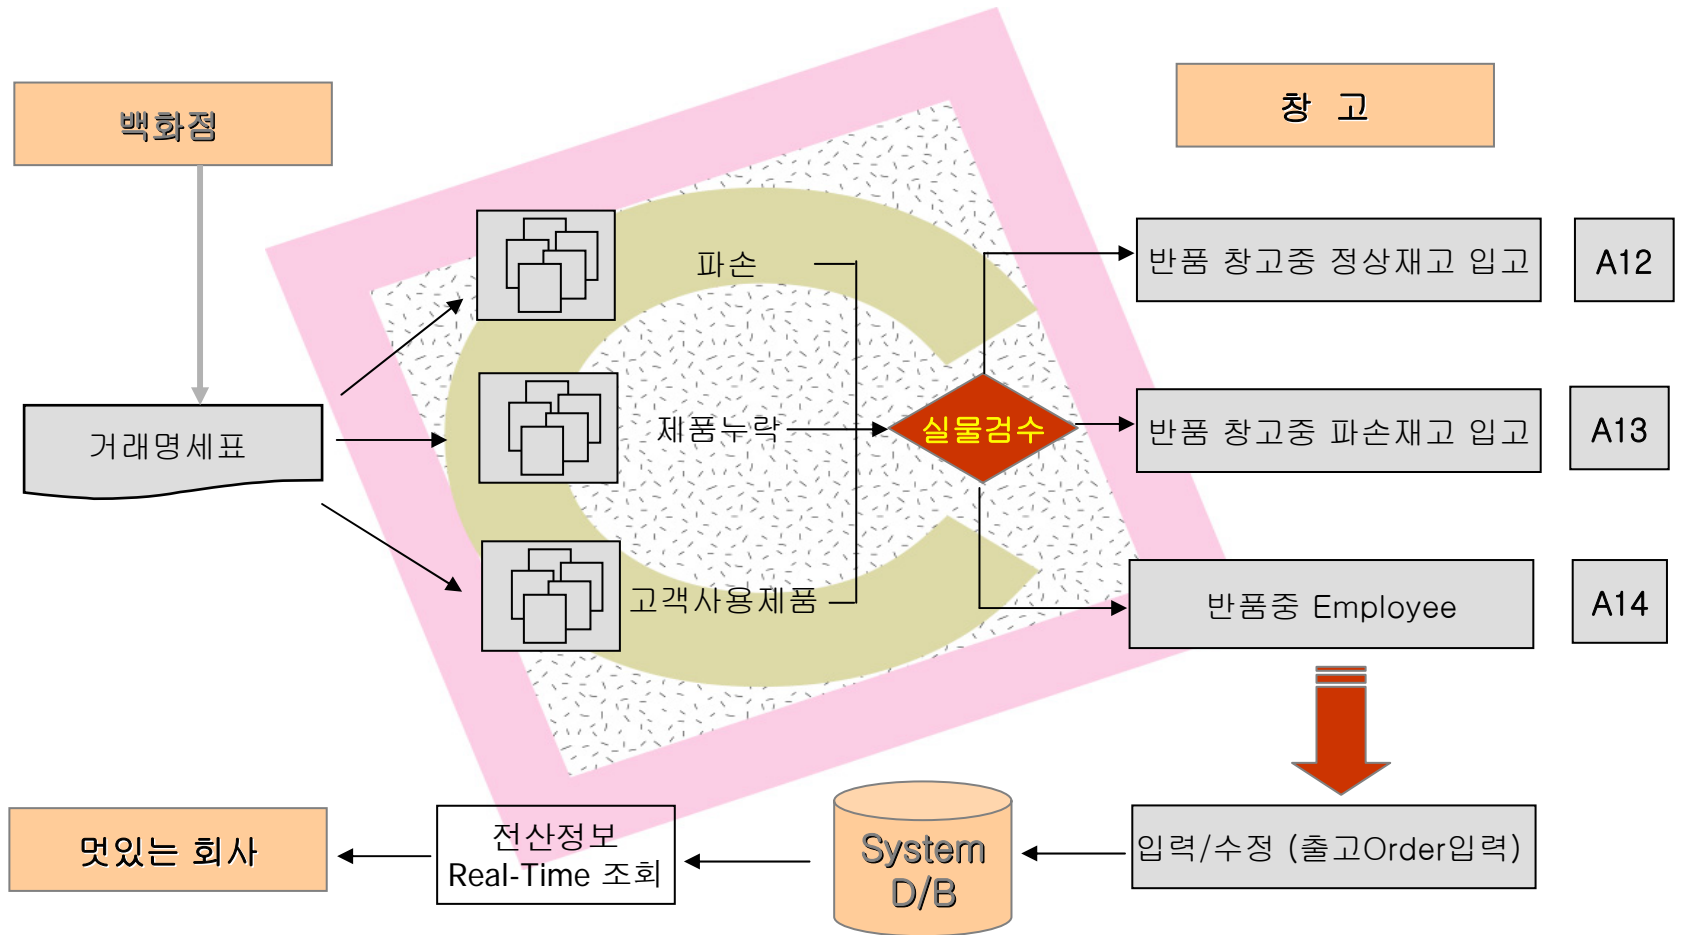 백화점
창 고
파손
반품 창고중 정상재고 입고
A12
거래명세표
제품누락
실물검수
반품 창고중 파손재고 입고
A13
고객사용제품
반품중 Employee
A14
멋있는 회사
전산정보
Real-Time 조회
System
D/B
입력/수정 (출고Order입력)